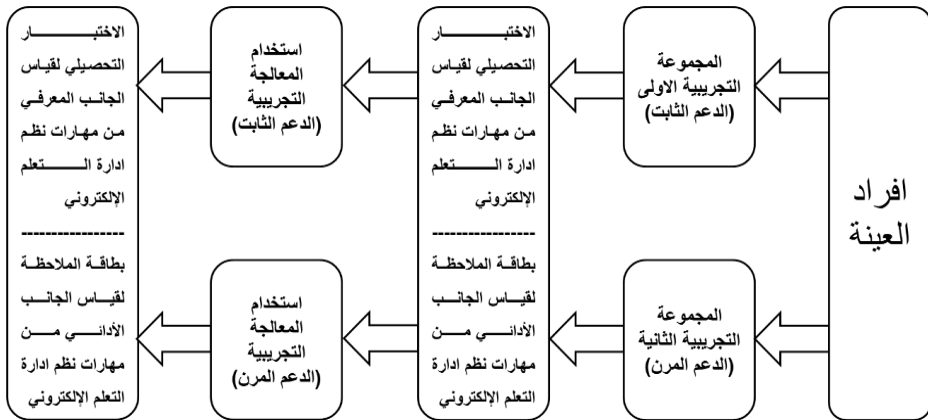 افراد
العينة
المجموعة
التجريبية الاولى
(الدعم الثابت)
المجموعة
التجريبية الثانية
(الدعم المرن)
الاختبار
التحصيلي لقياس
الجانب المعرفي
من مهارات نظم
ادارة التعلم
الإلكتروني
-----------------
بطاقة الملاحظة
لقياس الجانب
الأدائي من
مهارات نظم ادارة
التعلم الإلكتروني
استخدام
المعالجة
التجريبية
(الدعم الثابت)
استخدام
المعالجة
التجريبية
(الدعم المرن)
الاختبار
التحصيلي لقياس
الجانب المعرفي
من مهارات نظم
ادارة التعلم
الإلكتروني
-----------------
بطاقة الملاحظة
لقياس الجانب
الأدائي من
مهارات نظم ادارة
التعلم الإلكتروني